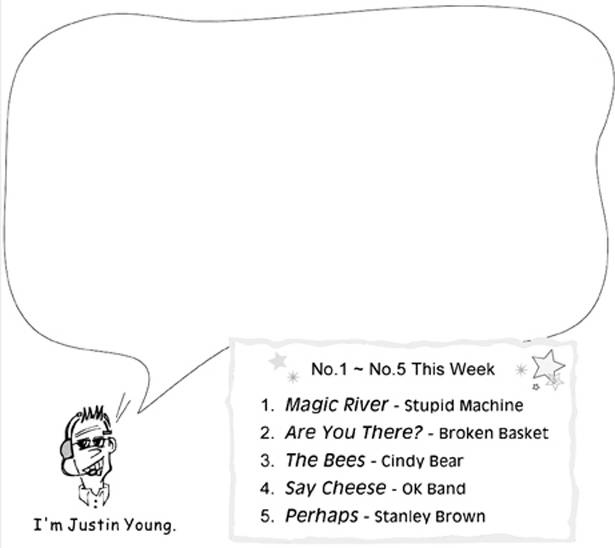 No.1 ~ No.5 This Week
1. Magic River - Stupid Machine
2. Are You There? - Broken Basket
3. The Bees - Cindy Bear
4. Say Cheese - OK Band
5. Perhaps - Stanley Brown
I'm Justin Young.